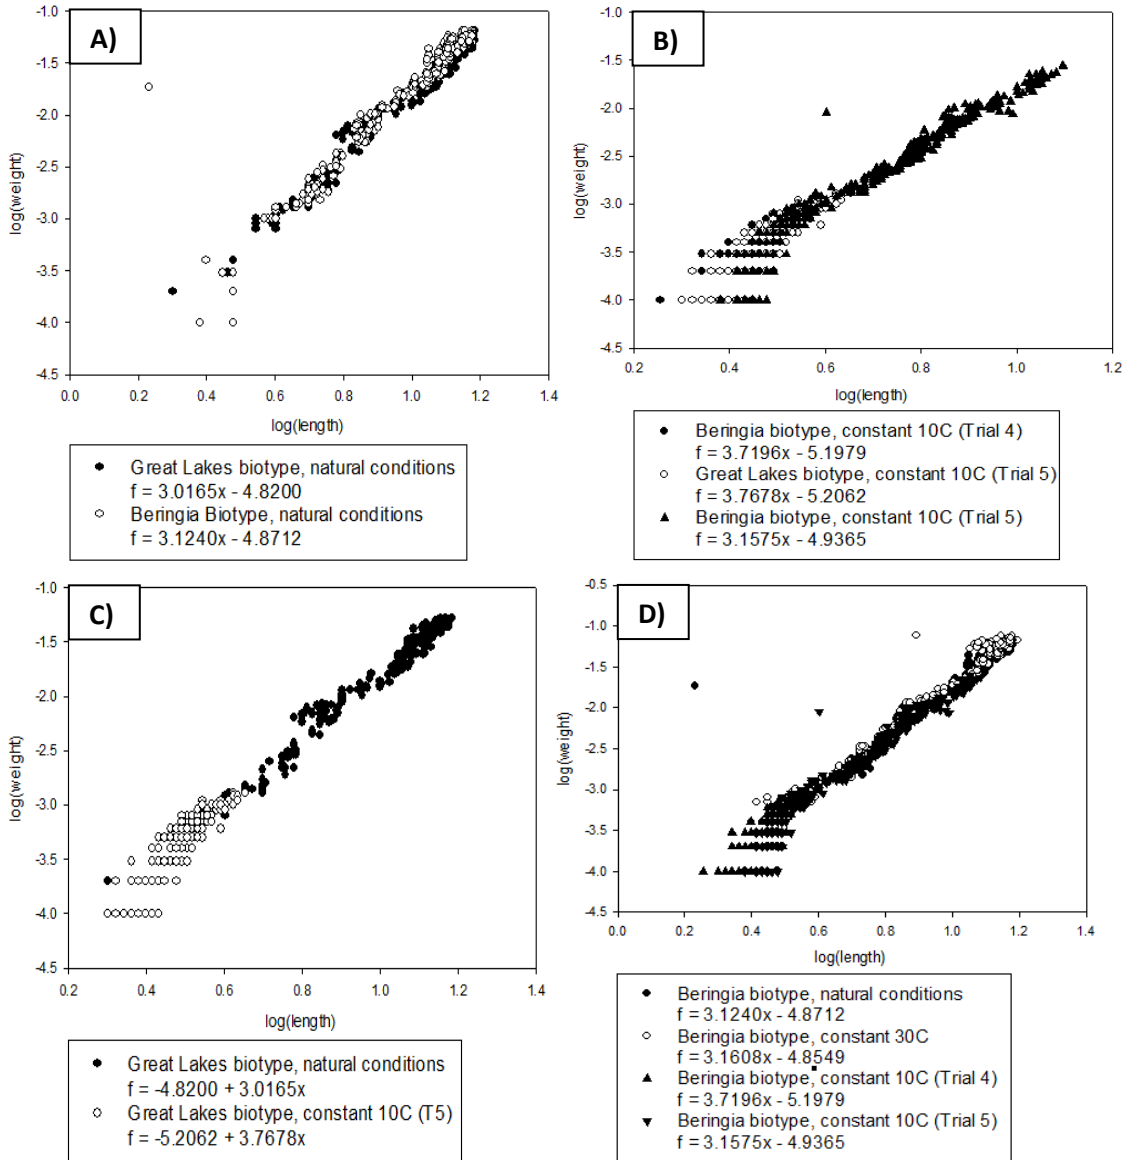 A)
-1.0
-1.5
-2.0
-2.5
-3.0
-3.5
-4.0
-4.5
log(weight)
0.0 0.2 0.4 0.6 0.8 1.0 1.2 1.4
log(length)
Great Lakes biotype, natural conditions
f = 3.0165x - 4.8200
Beringia Biotype, natural conditions
f = 3.1240x - 4.8712
B)
-1.0
-1.5
-2.0
-2.5
-3.0
-3.5
-4.0
-4.5
log(weight)
0.2 0.4 0.6 0.8 1.0 1.2
log(length)
Beringia biotype, constant 10C (Trial 4)
f = 3.7196x - 5.1979
Great Lakes biotype, constant 10C (Trial 5)
f = 3.7678x - 5.2062
Beringia biotype, constant 10C (Trial 5)
f = 3.1575x - 4.9365
C)
-1.0
-1.5
-2.0
-2.5
-3.0
-3.5
-4.0
-4.5
log(weight)
0.2 0.4 0.6 0.8 1.0 1.2 1.4
log(length)
Great Lakes biotype, natural conditions
f = -4.8200 + 3.0165x
Great Lakes biotype, constant 10C (T5)
f = -5.2062 + 3.7678x
D)
-0.5
-1.0
-1.5
-2.0
-2.5
-3.0
-3.5
-4.0
-4.5
log(weight)
0.0 0.2 0.4 0.6 0.8 1.0 1.2 1.4
log(length)
Beringia biotype, natural conditions
f = 3.1240x - 4.8712
Beringia biotype, constant 30C
f = 3.1608x - 4.8549
Beringia biotype, constant 10C (Trial 4)
f = 3.7196x - 5.1979
Beringia biotype, constant 10C (Trial 5)
f = 3.1575x - 4.9365